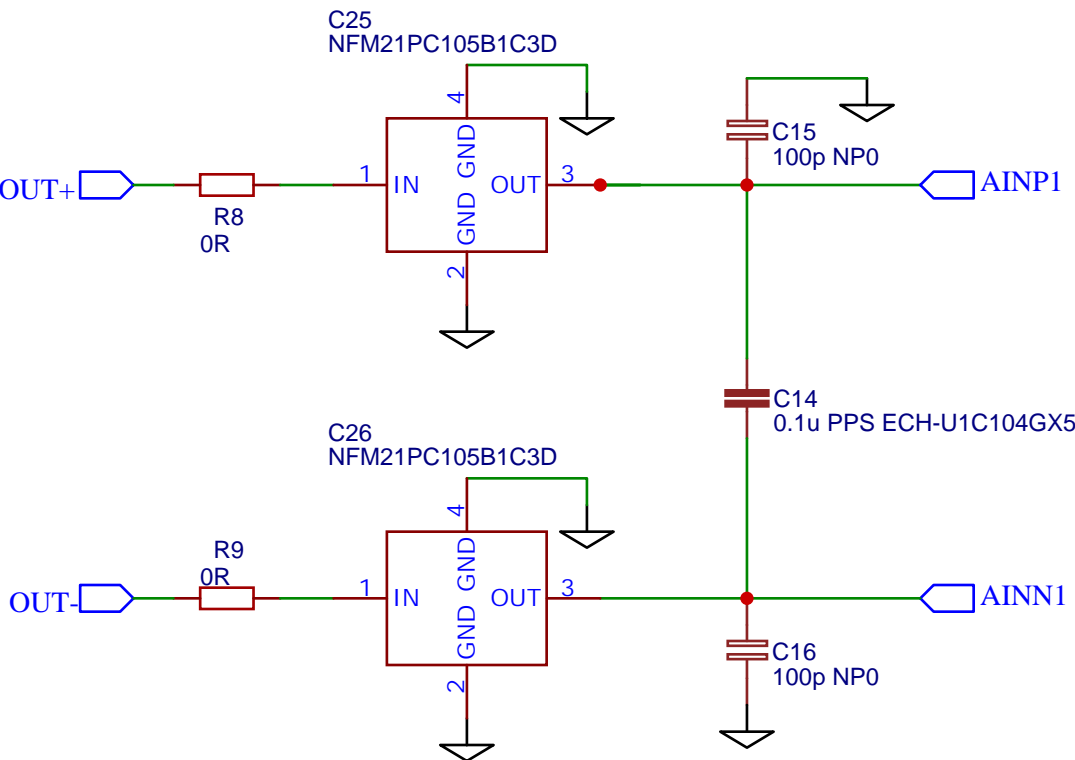 C25
NFM21PC105B1C3D
4
GND
GND
1
IN
OUT
3
2
OUT+
R8
0R
C15
100p NP0
AINP1
C14
0.1u PPS ECH-U1C104GX5
C26
NFM21PC105B1C3D
4
GND
GND
1
IN
OUT
3
2
OUT-
R9
0R
AINN1
C16
100p NP0